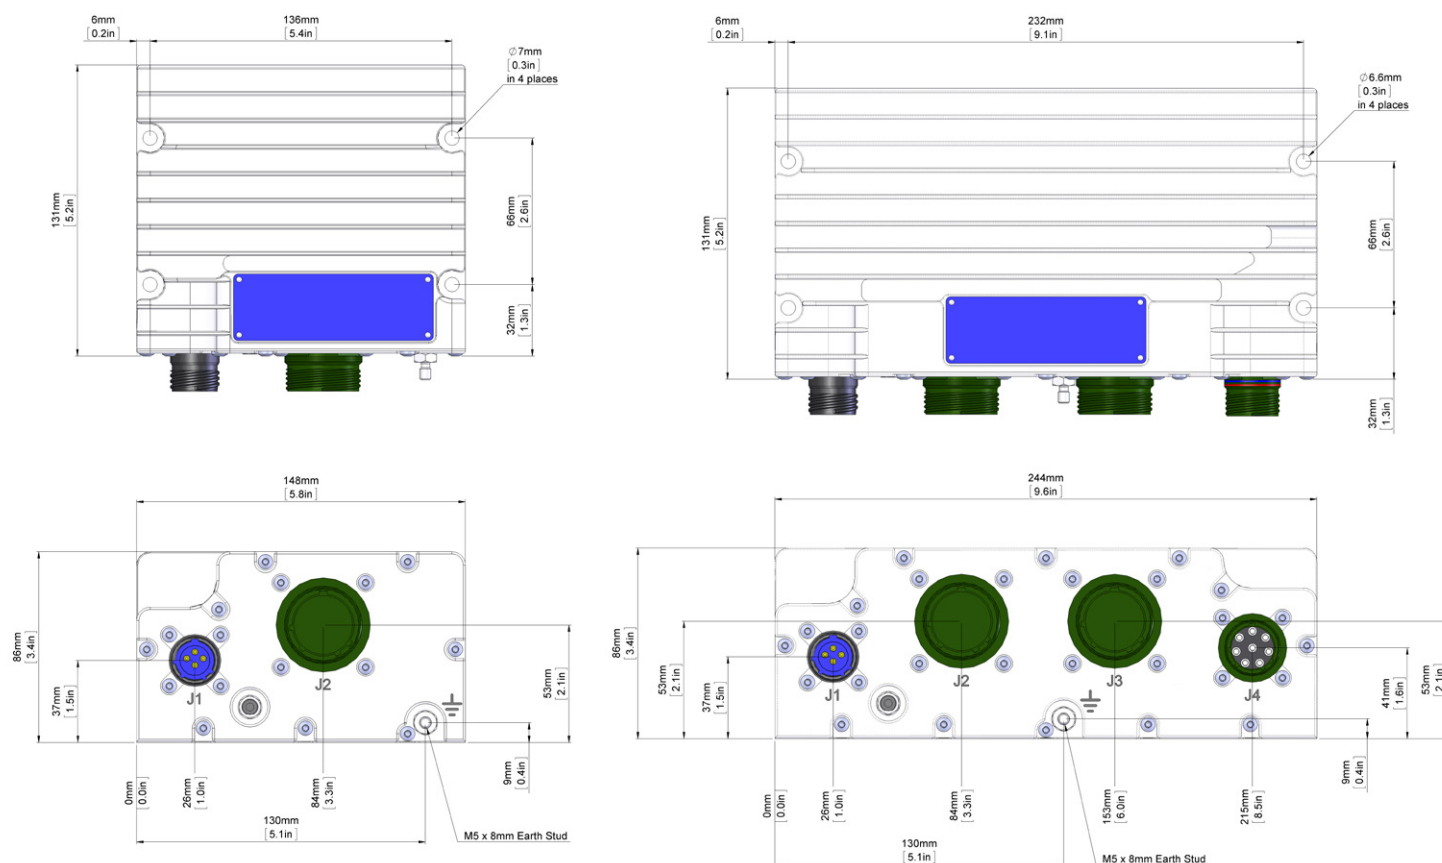 6mm
[0.2in]
136mm
[5.4in]
∅7mm
[0.3in]
in 4 places
131mm
[5.2in]
66mm
[2.6in]
32mm
[1.3in]
6mm
[0.2in]
232mm
[9.1in]
∅6.6mm
[0.3in]
in 4 places
131mm
[5.2in]
66mm
[2.6in]
32mm
[1.3in]
148mm
[5.8in]
86mm
[3.4in]
37mm
[1.5in]
J1
J2
53mm
[2.1in]
9mm
[0.4in]
0mm
[0.0in]
26mm
[1.0in]
84mm
[3.3in]
130mm
[5.1in]
M5 x 8mm Earth Stud
244mm
[9.6in]
86mm
[3.4in]
53mm
[2.1in]
37mm
[1.5in]
J1
J2
J3
J4
41mm
[1.6in]
53mm
[2.1in]
9mm
[0.4in]
0mm
[0.0in]
26mm
[1.0in]
84mm
[3.3in]
153mm
[6.0in]
215mm
[8.5in]
130mm
[5.1in]
M5 x 8mm Earth Stud